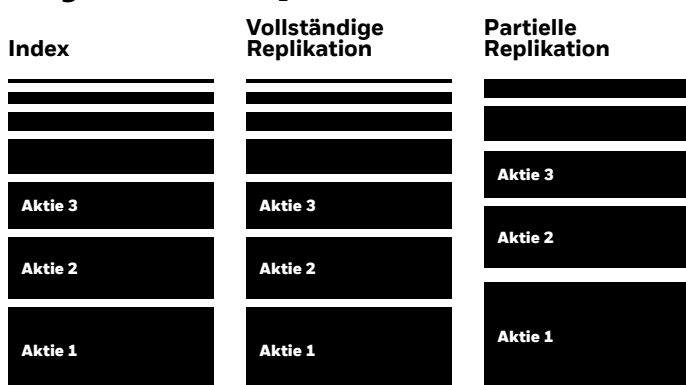 Index
Vollständige
Replikation
Partielle
Replikation
Aktie 3
Aktie 3
Aktie 3
Aktie 2
Aktie 2
Aktie 2
Aktie 1
Aktie 1
Aktie 1